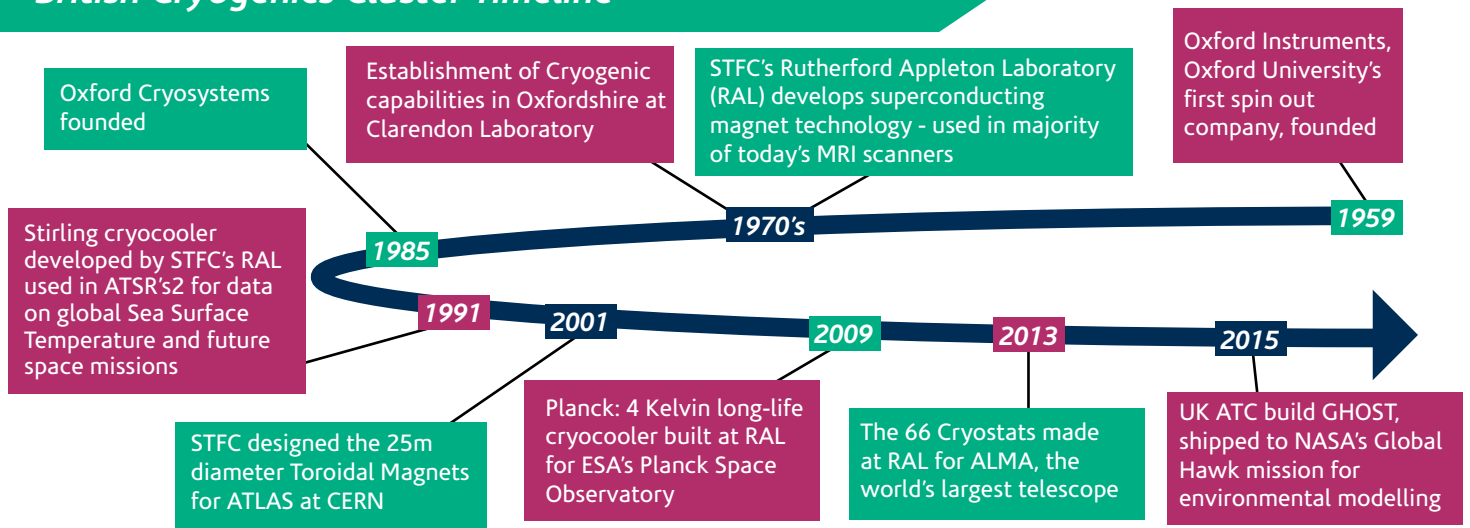 British Cryogenics Cluster Timeline
Oxford Cryosystems
founded
Establishment of Cryogenic
capabilities in Oxfordshire at
Clarendon Laboratory
STFC's Rutherford Appleton Laboratory
(RAL) develops superconducting
magnet technology - used in majority
of today's MRI scanners
Oxford Instruments,
Oxford University's
first spin out
company, founded
1985
1970's
1959
Stirling cryocooler
developed by STFC's RAL
used in ATSR's2 for data
on global Sea Surface
Temperature and future
space missions
1991
2001
2009
2013
2015
STFC designed the 25m
diameter Toroidal Magnets
for ATLAS at CERN
Planck: 4 Kelvin long-life
cryocooler built at RAL
for ESA's Planck Space
Observatory
The 66 Cryostats made
at RAL for ALMA, the
world's largest telescope
UK ATC build GHOST,
shipped to NASA's Global
Hawk mission for
environmental modelling